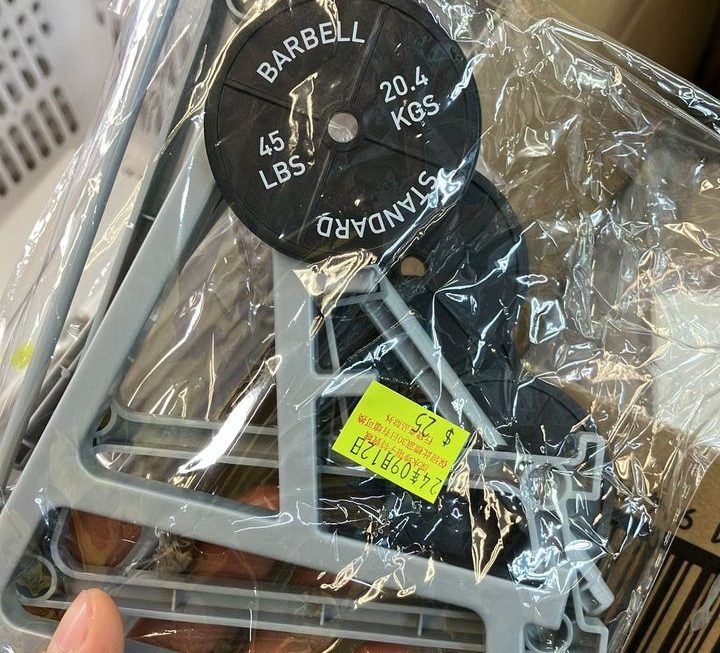 BARBELL
20.4
KGS
45
LBS
STANDARD
24年09月12日
$ 25